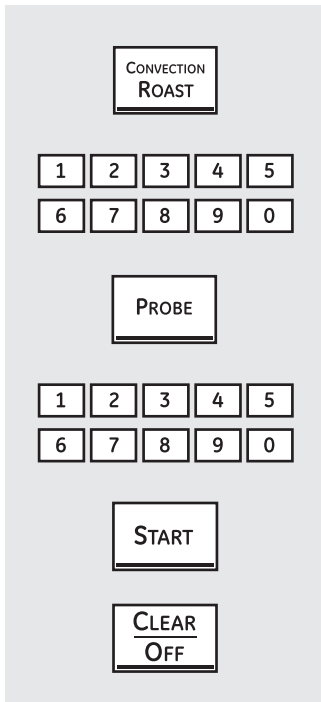 CONVECTION
ROAST
1 2 3 4 5
6 7 8 9 0
PROBE
1 2 3 4 5
6 7 8 9 0
START
CLEAR
OFF